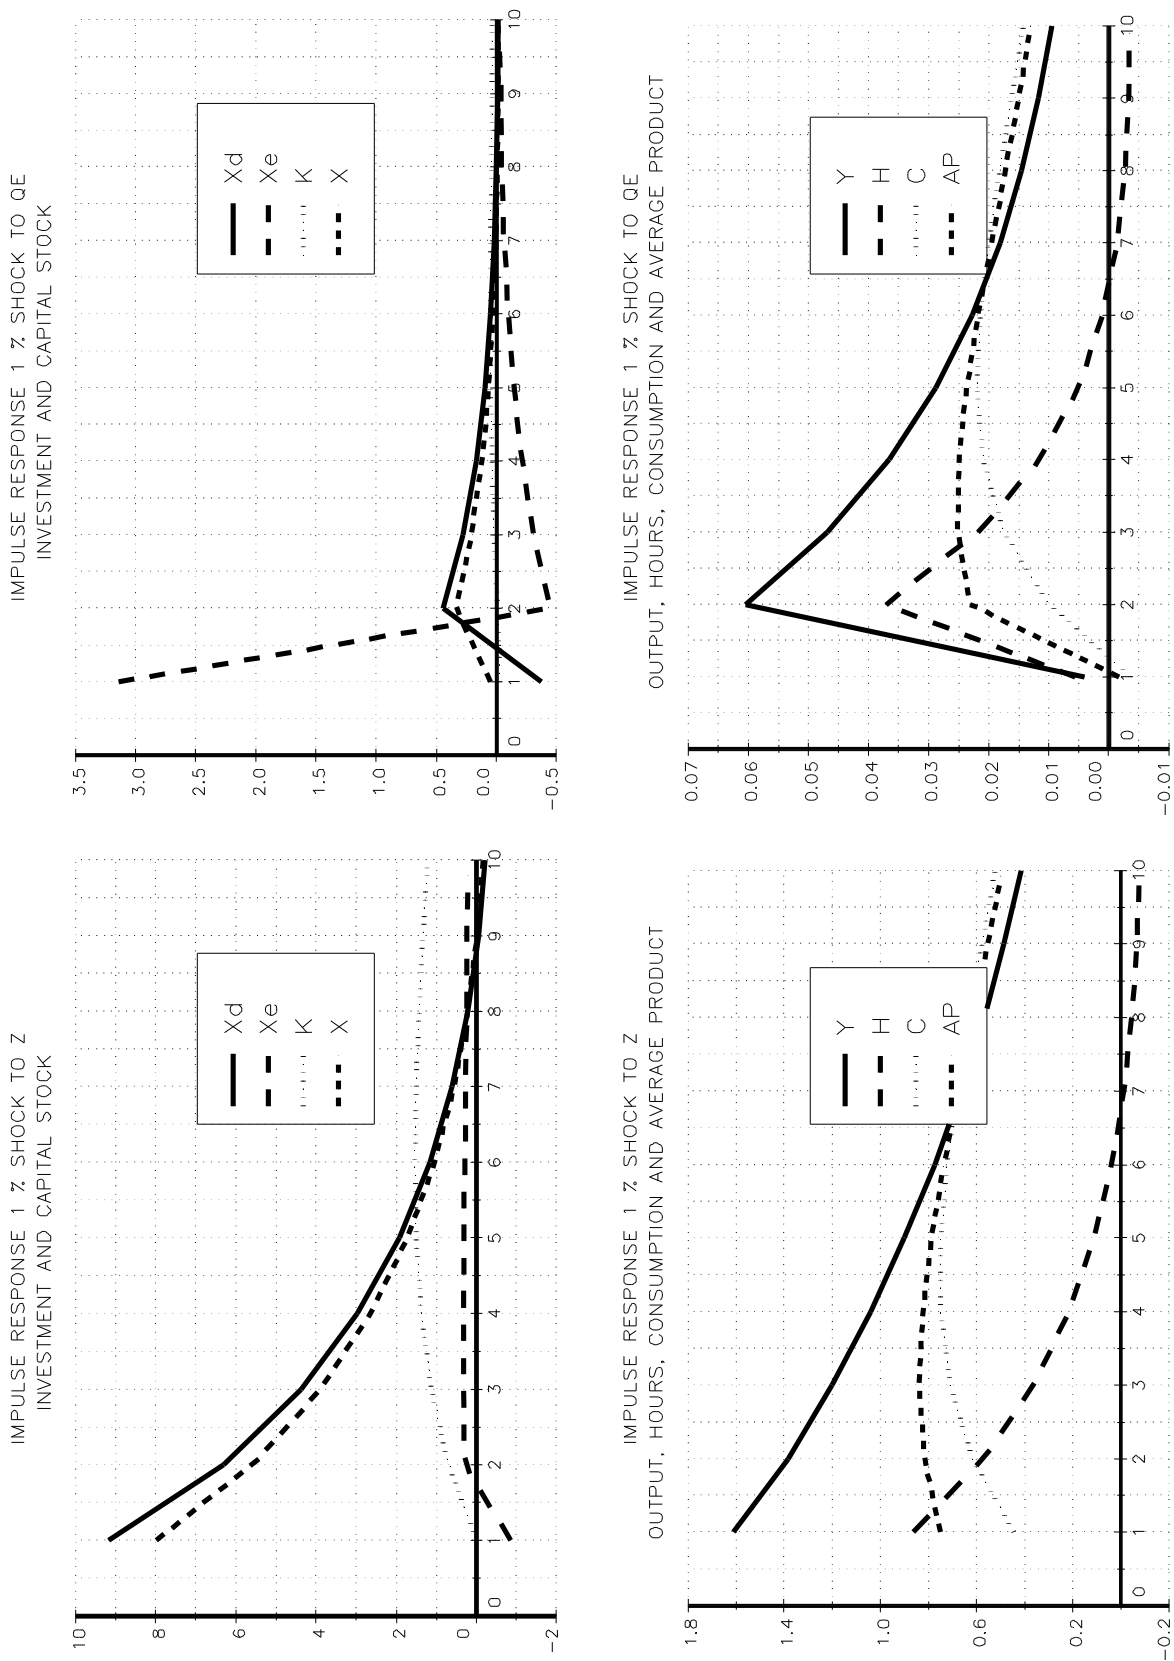 IMPULSE RESPONSE 1 % SHOCK TO Z
INVESTMENT AND CAPITAL STOCK
10
8
6
4
2
0
-2
0 1 2 3 4 5 6 7 8 9 10
Xd
Xe
K
X
IMPULSE RESPONSE 1 % SHOCK TO QE
INVESTMENT AND CAPITAL STOCK
3.5
3.0
2.5
2.0
1.5
1.0
0.5
0.0
-0.5
0 1 2 3 4 5 6 7 8 9 10
Xd
Xe
K
X
IMPULSE RESPONSE 1 % SHOCK TO Z
OUTPUT, HOURS, CONSUMPTION AND AVERAGE PRODUCT
1.8
1.4
1.0
0.6
0.2
-0.2
0 1 2 3 4 5 6 7 8 9 10
Y
H
C
AP
IMPULSE RESPONSE 1 % SHOCK TO QE
OUTPUT, HOURS, CONSUMPTION AND AVERAGE PRODUCT
0.07
0.06
0.05
0.04
0.03
0.02
0.01
0.00
-0.01
0 1 2 3 4 5 6 7 8 9 10
Y
H
C
AP